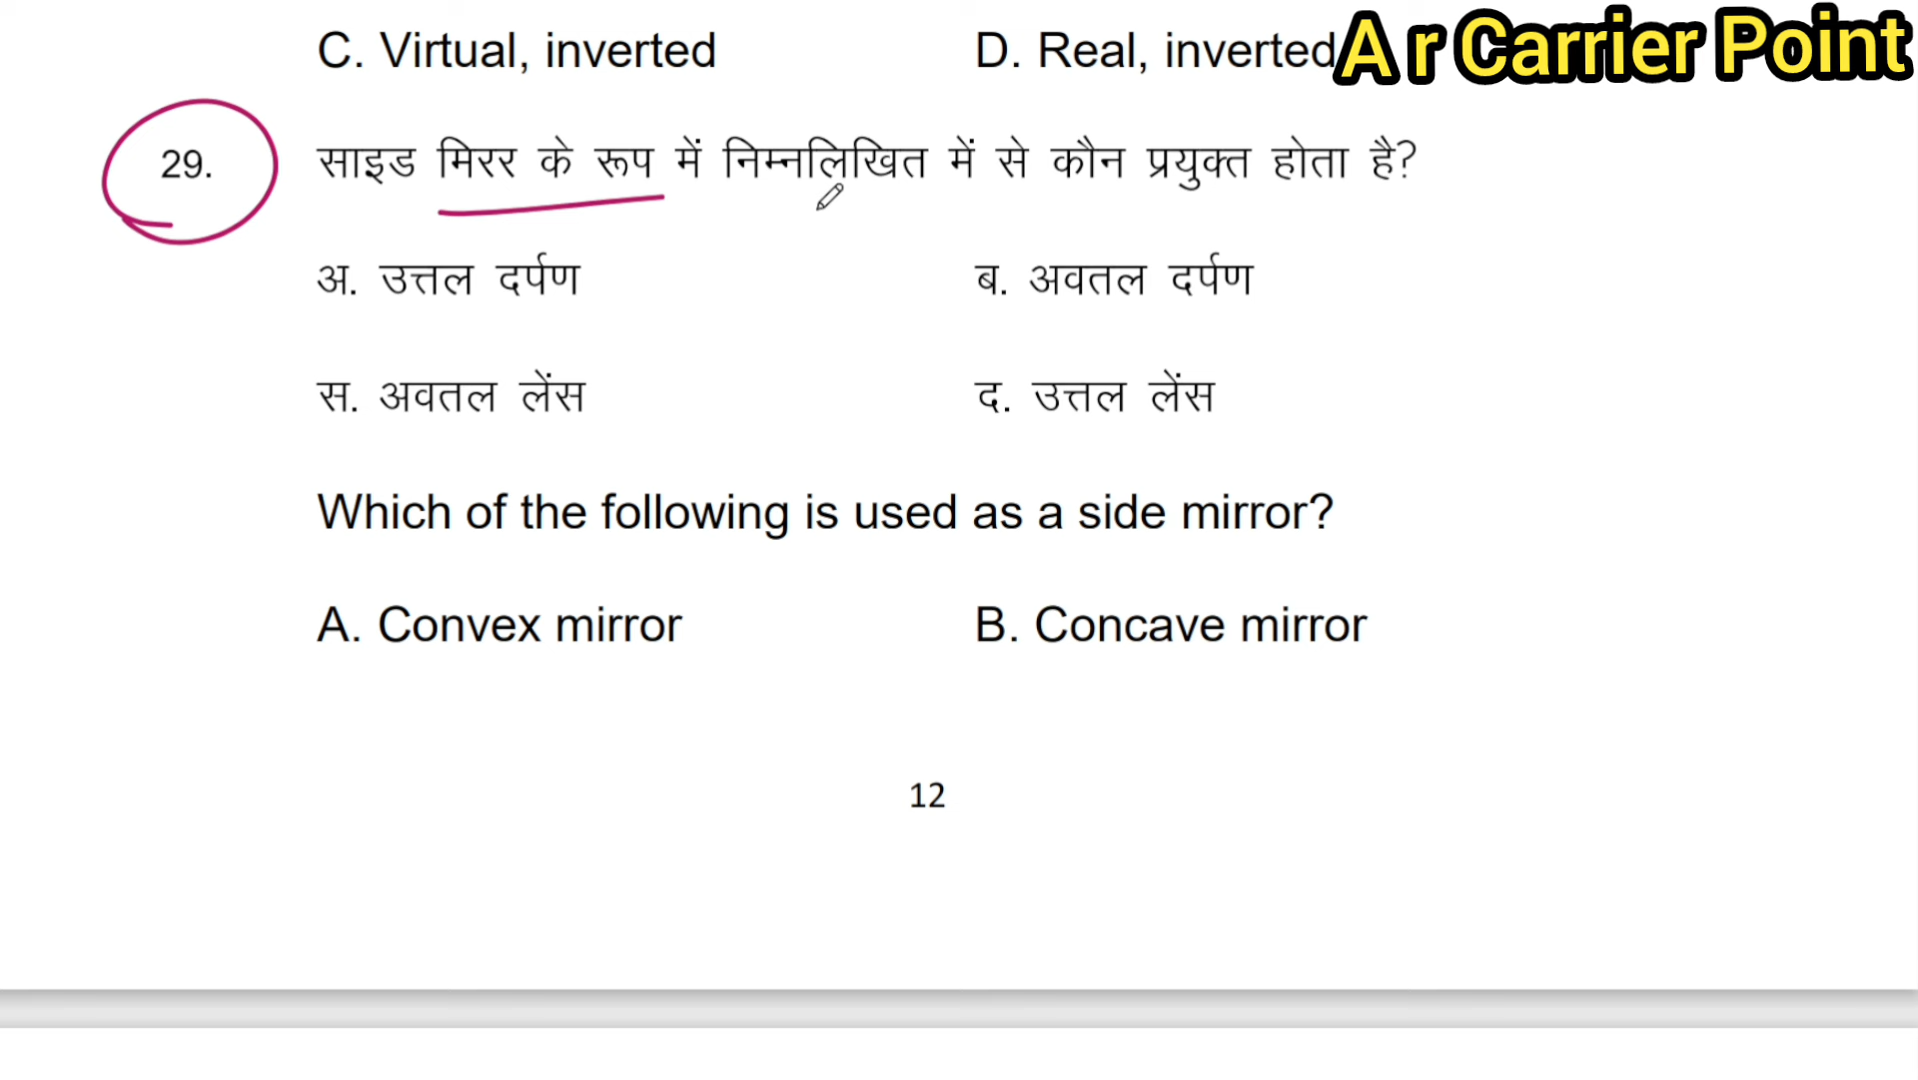 C. Virtual, inverted D. Real, inverted A r Carrier Point
29. साइड मिरर के रूप में निम्नलिखित में से कौन प्रयुक्त होता है?
अ. उत्तल दर्पण ब. अवतल दर्पण
स. अवतल लेंस द. उत्तल लेंस
Which of the following is used as a side mirror?
A. Convex mirror B. Concave mirror
12